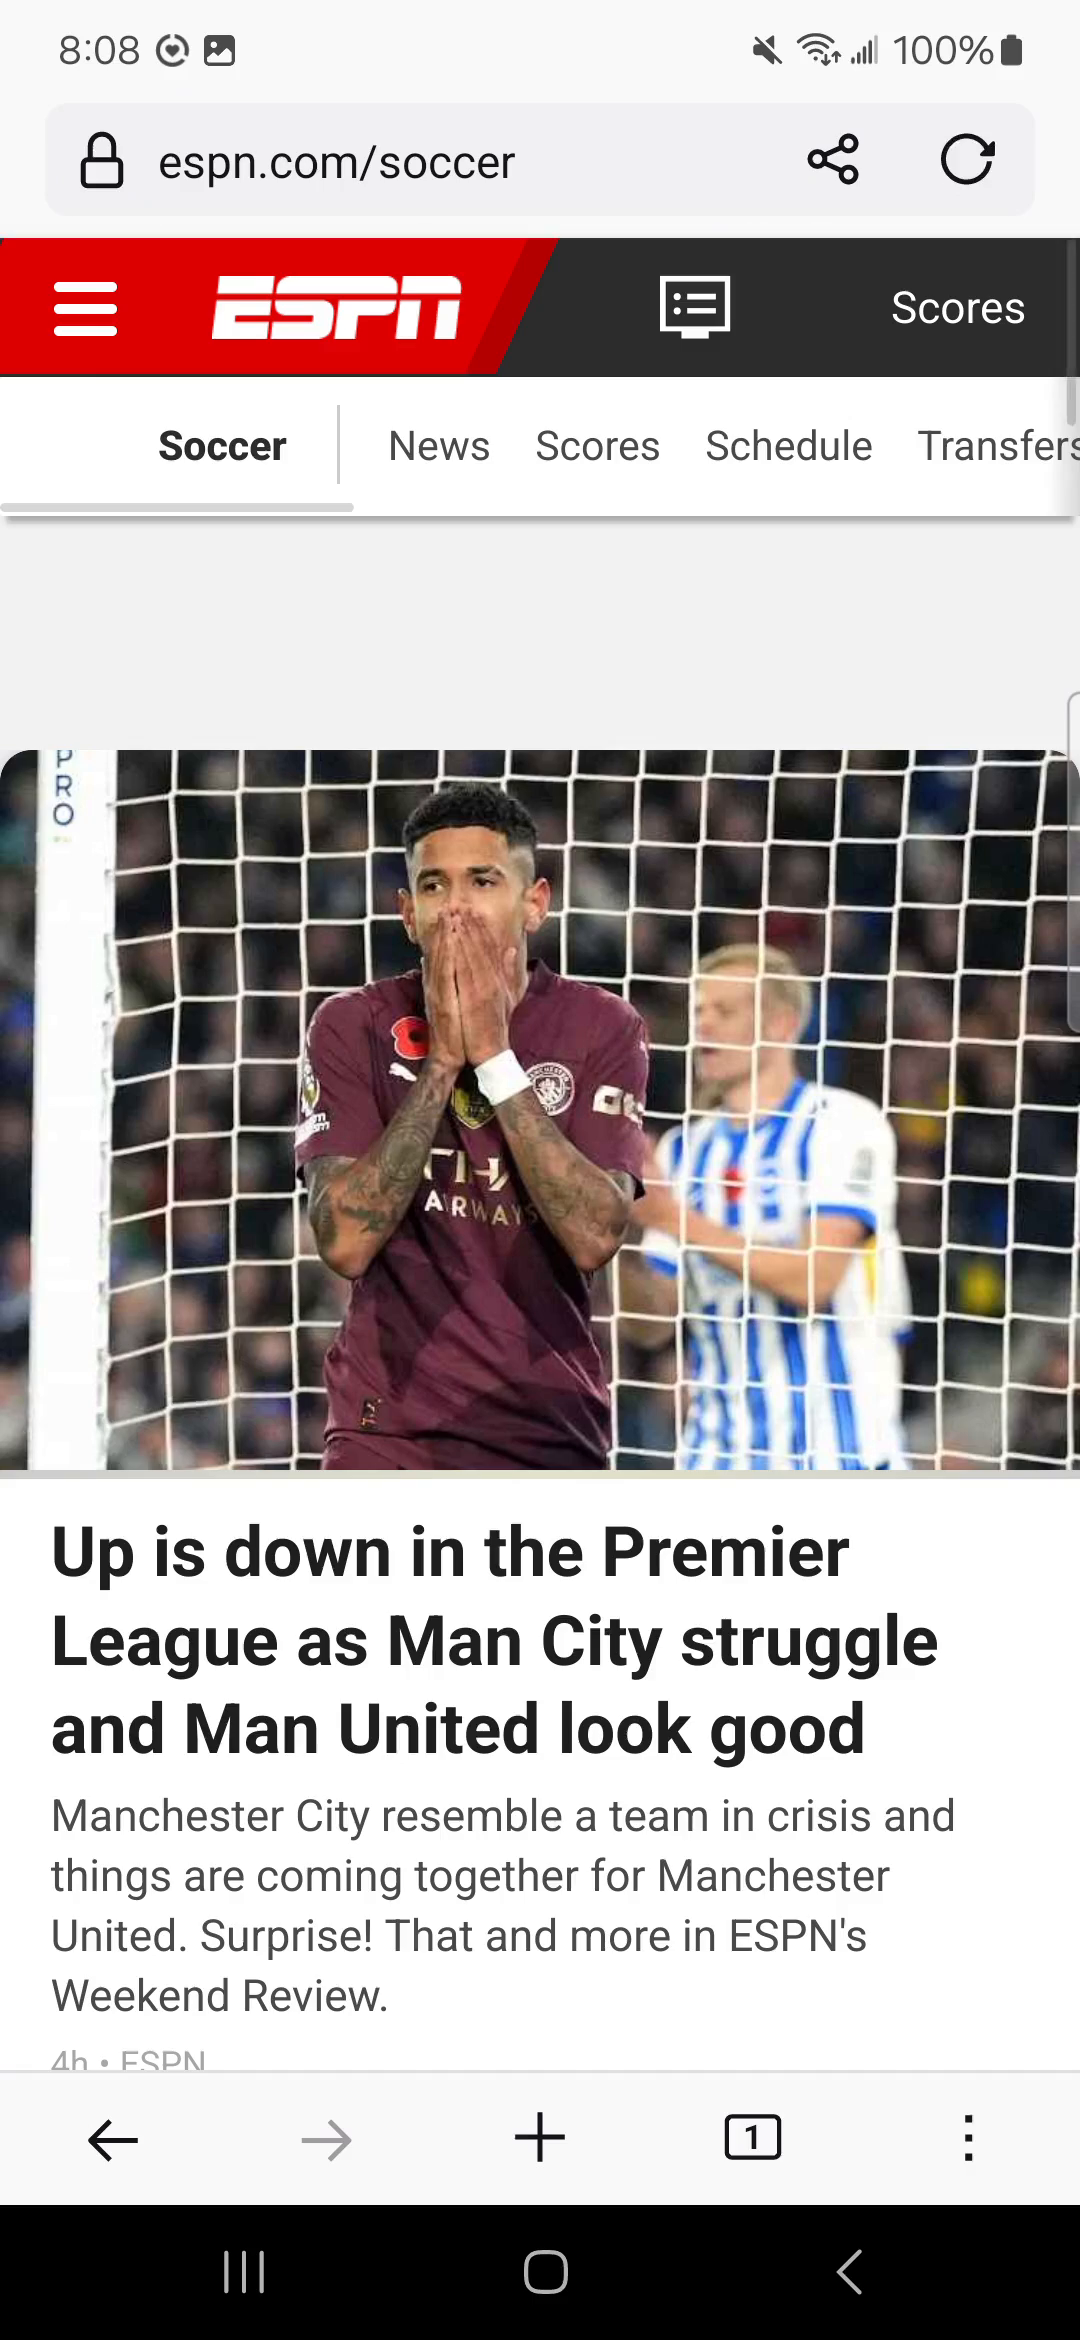 8:08 100%
espn.com/soccer
ESPN Scores
Soccer News Scores Schedule Transfers
PRO
AIRWAYS
Up is down in the Premier
League as Man City struggle
and Man United look good
Manchester City resemble a team in crisis and
things are coming together for Manchester
United. Surprise! That and more in ESPN's
Weekend Review.
4h • ESPN
1